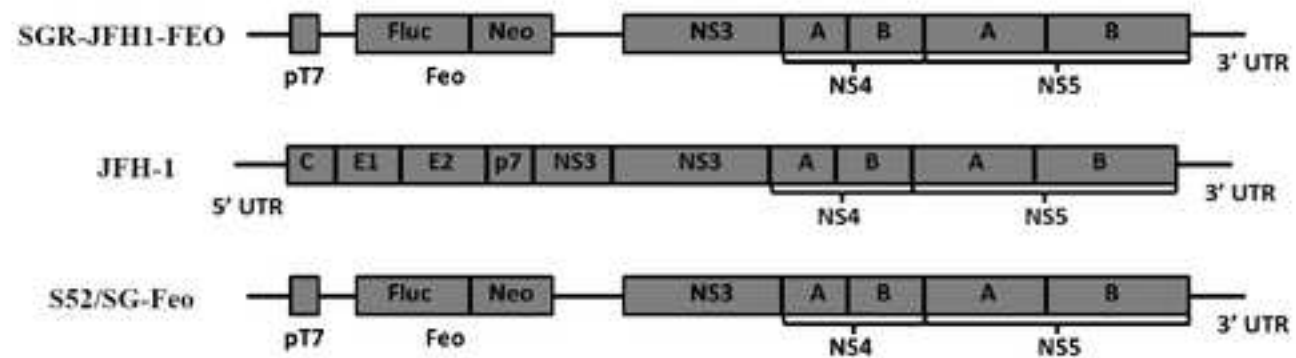 SGR-JFH1-FEO Fluc Neo NS3 A B A B
pT7 Feo NS4 NS5 3' UTR
JFH-1 C E1 E2 p7 NS3 NS3 A B A B
5' UTR NS4 NS5 3' UTR
S52/SG-Feo Fluc Neo NS3 A B A B
pT7 Feo NS4 NS5 3' UTR